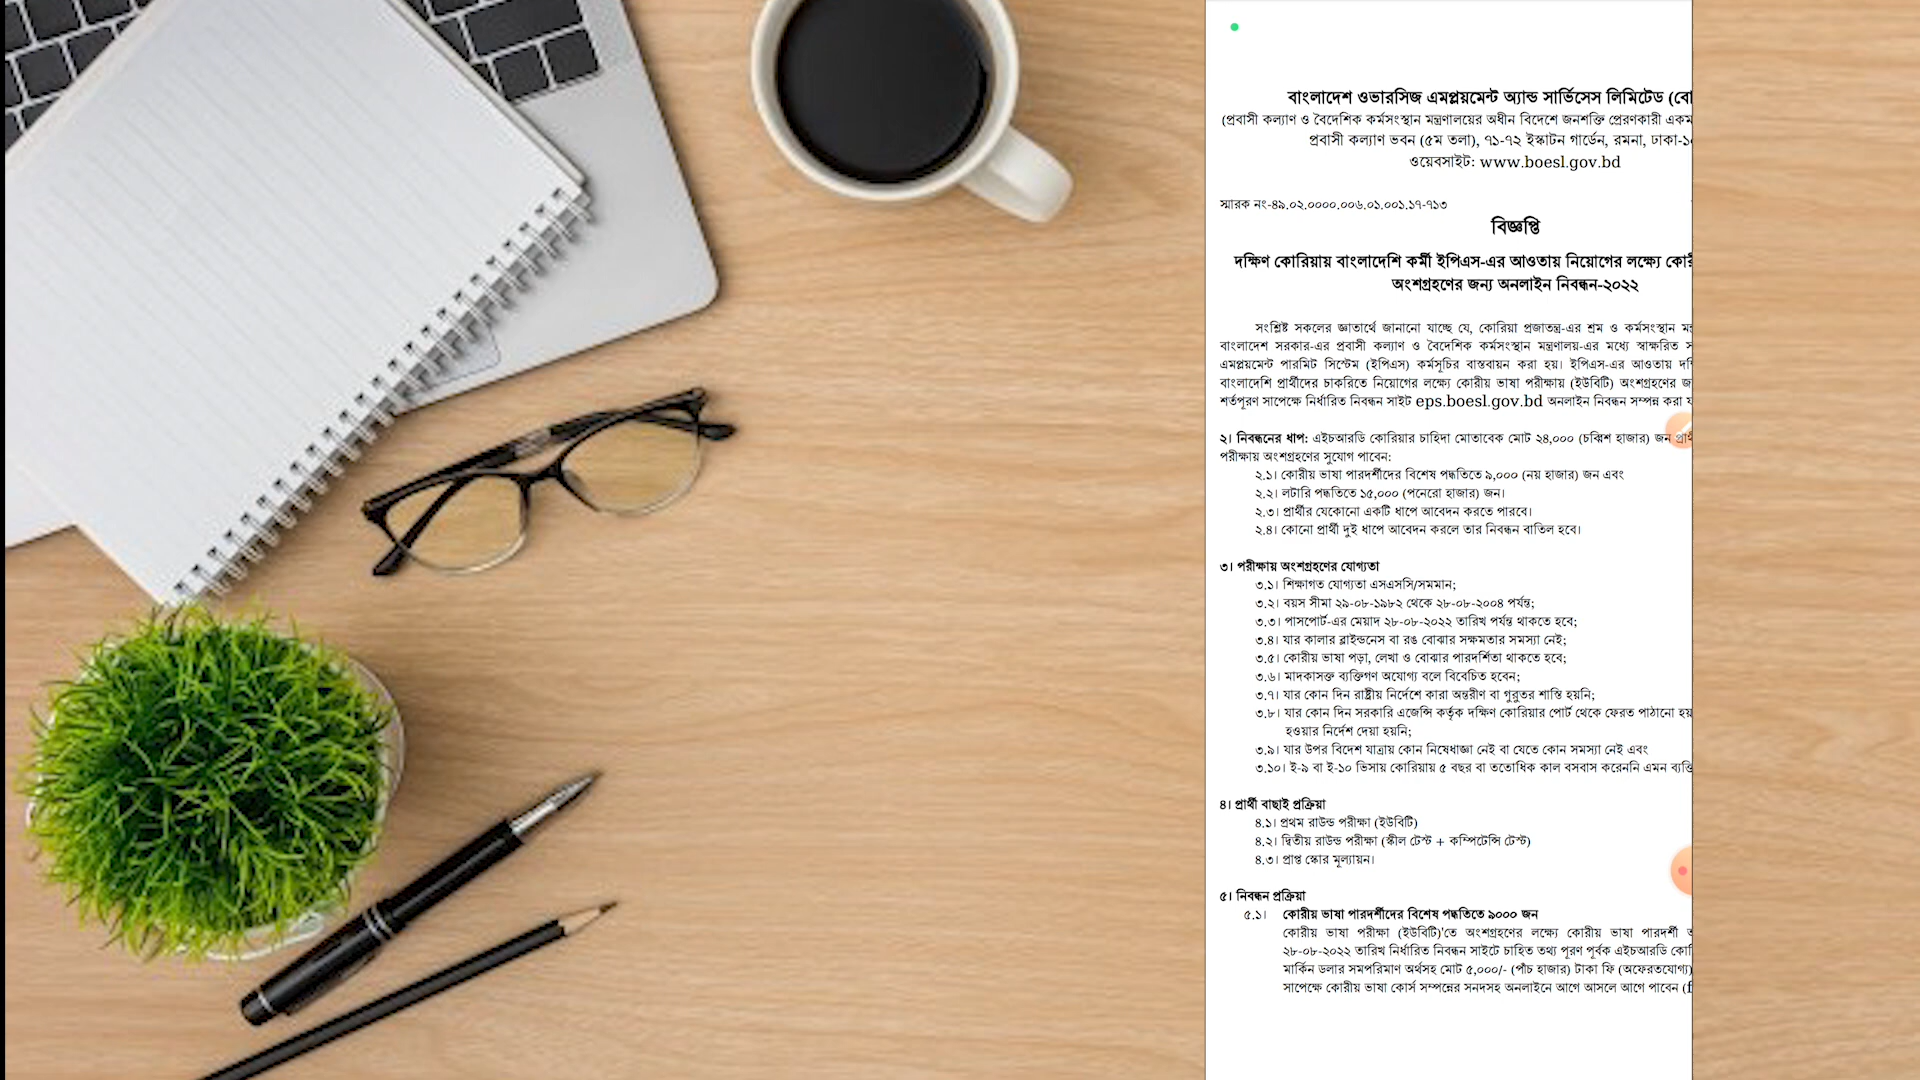 বাংলাদেশ ওভারসিজ এমপ্লয়মেন্ট অ্যান্ড সার্ভিসেস লিমিটেড (বো
(প্রবাসী কল্যাণ ও বৈদেশিক কর্মসংস্থান মন্ত্রণালয়ের অধীন বিদেশে জনশক্তি প্রেরণকারী একম
প্রবাসী কল্যাণ ভবন (৫ম তলা), ৭১-৭২ ইস্কাটন গার্ডেন, রমনা, ঢাকা-১০
ওয়েবসাইট: www.boesl.gov.bd
স্মারক নং-৪৯.০২.০০০০.০০৬.০১.০০১.১৭-৭১৩
বিজ্ঞপ্তি
দক্ষিণ কোরিয়ায় বাংলাদেশি কর্মী ইপিএস-এর আওতায় নিয়োগের লক্ষ্যে কোরী
অংশগ্রহণের জন্য অনলাইন নিবন্ধন-২০২২
সংশ্লিষ্ট সকলের জ্ঞাতার্থে জানানো যাচ্ছে যে, কোরিয়া প্রজাতন্ত্র-এর শ্রম ও কর্মসংস্থান মন্ত্র
বাংলাদেশ সরকার-এর প্রবাসী কল্যাণ ও বৈদেশিক কর্মসংস্থান মন্ত্রণালয়-এর মধ্যে স্বাক্ষরিত স
এমপ্লয়মেন্ট পারমিট সিস্টেম (ইপিএস) কর্মসূচির বাস্তবায়ন করা হয়। ইপিএস-এর আওতায় দক্ষি
বাংলাদেশি প্রার্থীদের চাকরিতে নিয়োগের লক্ষ্যে কোরীয় ভাষা পরীক্ষায় (ইউবিটি) অংশগ্রহণের জ
শর্তপূরণ সাপেক্ষে নির্ধারিত নিবন্ধন সাইট eps.boesl.gov.bd অনলাইন নিবন্ধন সম্পন্ন করা য
২। নিবন্ধনের ধাপ: এইচআরডি কোরিয়ার চাহিদা মোতাবেক মোট ২৪,০০০ (চব্বিশ হাজার) জন প্রার্থী
পরীক্ষায় অংশগ্রহণের সুযোগ পাবেন:
২.১। কোরীয় ভাষা পারদর্শীদের বিশেষ পদ্ধতিতে ৯,০০০ (নয় হাজার) জন এবং
২.২। লটারি পদ্ধতিতে ১৫,০০০ (পনেরো হাজার) জন।
২.৩। প্রার্থীর যেকোনো একটি ধাপে আবেদন করতে পারবে।
২.৪। কোনো প্রার্থী দুই ধাপে আবেদন করলে তার নিবন্ধন বাতিল হবে।
৩। পরীক্ষায় অংশগ্রহণের যোগ্যতা
৩.১। শিক্ষাগত যোগ্যতা এসএসসি/সমমান;
৩.২। বয়স সীমা ২৯-০৮-১৯৮২ থেকে ২৮-০৮-২০০৪ পর্যন্ত;
৩.৩। পাসপোর্ট-এর মেয়াদ ২৮-০৮-২০২২ তারিখ পর্যন্ত থাকতে হবে;
৩.৪। যার কালার ব্লাইন্ডনেস বা রঙ বোঝার সক্ষমতার সমস্যা নেই;
৩.৫। কোরীয় ভাষা পড়া, লেখা ও বোঝার পারদর্শিতা থাকতে হবে;
৩.৬। মাদকাসক্ত ব্যক্তিগণ অযোগ্য বলে বিবেচিত হবেন;
৩.৭। যার কোন দিন রাষ্ট্রীয় নির্দেশে কারা অন্তরীণ বা গুরুতর শাস্তি হয়নি;
৩.৮। যার কোন দিন সরকারি এজেন্সি কর্তৃক দক্ষিণ কোরিয়ার পোর্ট থেকে ফেরত পাঠানো হয়
হওয়ার নির্দেশ দেয়া হয়নি;
৩.৯। যার উপর বিদেশ যাত্রায় কোন নিষেধাজ্ঞা নেই বা যেতে কোন সমস্যা নেই এবং
৩.১০। ই-৯ বা ই-১০ ভিসায় কোরিয়ায় ৫ বছর বা ততোধিক কাল বসবাস করেননি এমন ব্যক্তি
৪। প্রার্থী বাছাই প্রক্রিয়া
৪.১। প্রথম রাউন্ড পরীক্ষা (ইউবিটি)
৪.২। দ্বিতীয় রাউন্ড পরীক্ষা (স্কীল টেস্ট + কম্পিটেন্সি টেস্ট)
৪.৩। প্রাপ্ত স্কোর মূল্যায়ন।
৫। নিবন্ধন প্রক্রিয়া
৫.১। কোরীয় ভাষা পারদর্শীদের বিশেষ পদ্ধতিতে ৯০০০ জন
কোরীয় ভাষা পরীক্ষা (ইউবিটি)'তে অংশগ্রহণের লক্ষ্যে কোরীয় ভাষা পারদর্শী
২৮-০৮-২০২২ তারিখ নির্ধারিত নিবন্ধন সাইটে চাহিত তথ্য পূরণ পূর্বক এইচআরডি কোরি
মার্কিন ডলার সমপরিমাণ অর্থসহ মোট ৫,০০০/- (পাঁচ হাজার) টাকা ফি (অফেরতযোগ্য)
সাপেক্ষে কোরীয় ভাষা কোর্স সম্পন্নের সনদসহ অনলাইনে আগে আসলে আগে পাবেন (f